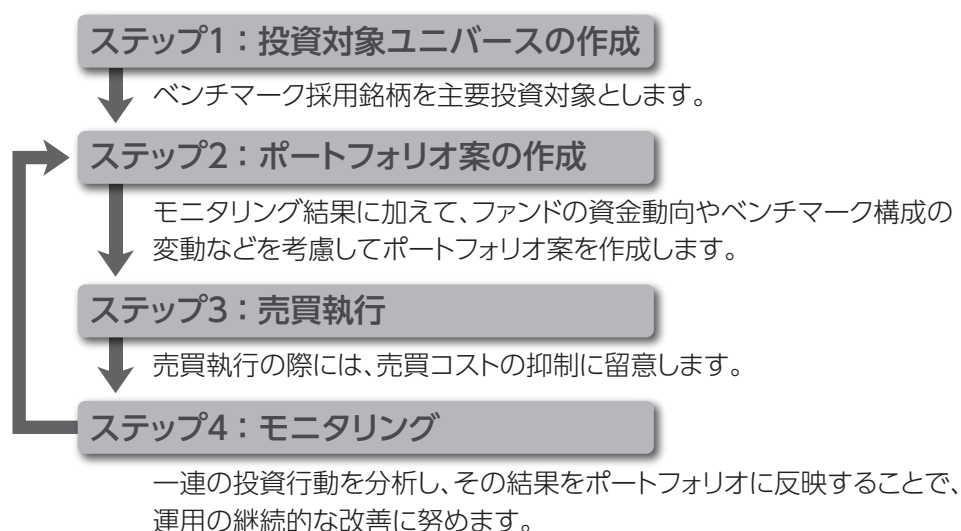 ステップ1：投資対象ユニバースの作成
ベンチマーク採用銘柄を主要投資対象とします。
ステップ2：ポートフォリオ案の作成
モニタリング結果に加えて、ファンドの資金動向やベンチマーク構成の
変動などを考慮してポートフォリオ案を作成します。
ステップ3：売買執行
売買執行の際には、売買コストの抑制に留意します。
ステップ4：モニタリング
一連の投資行動を分析し、その結果をポートフォリオに反映することで、
運用の継続的な改善に努めます。